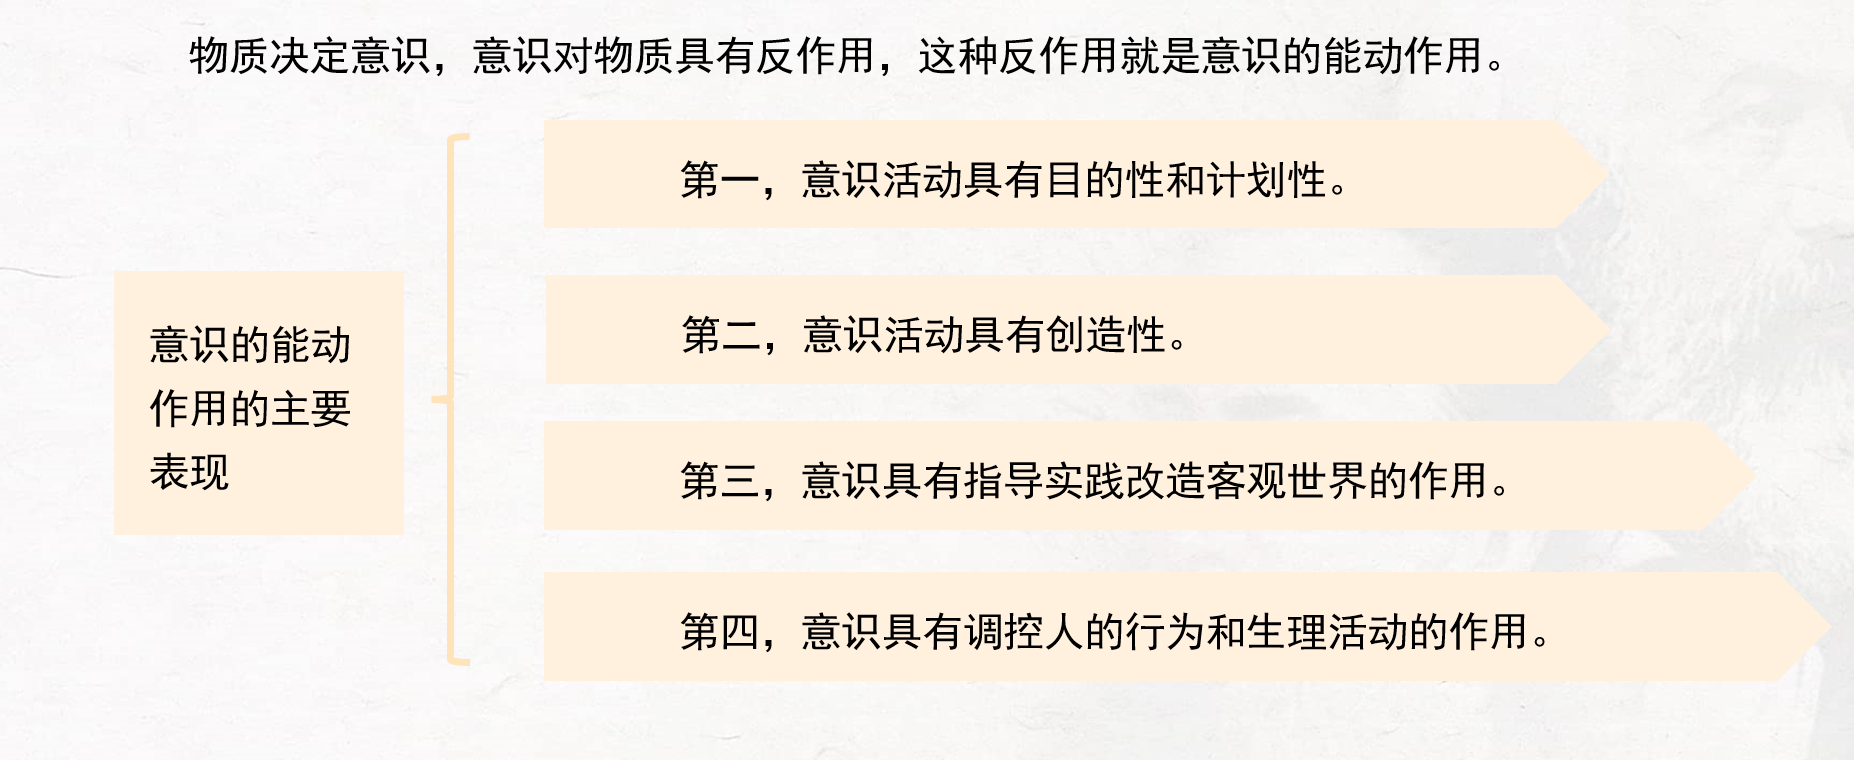 物质决定意识，意识对物质具有反作用，这种反作用就是意识的能动作用。
第一，意识活动具有目的性和计划性。
第二，意识活动具有创造性。
意识的能动
作用的主要
表现
第三，意识具有指导实践改造客观世界的作用。
第四，意识具有调控人的行为和生理活动的作用。